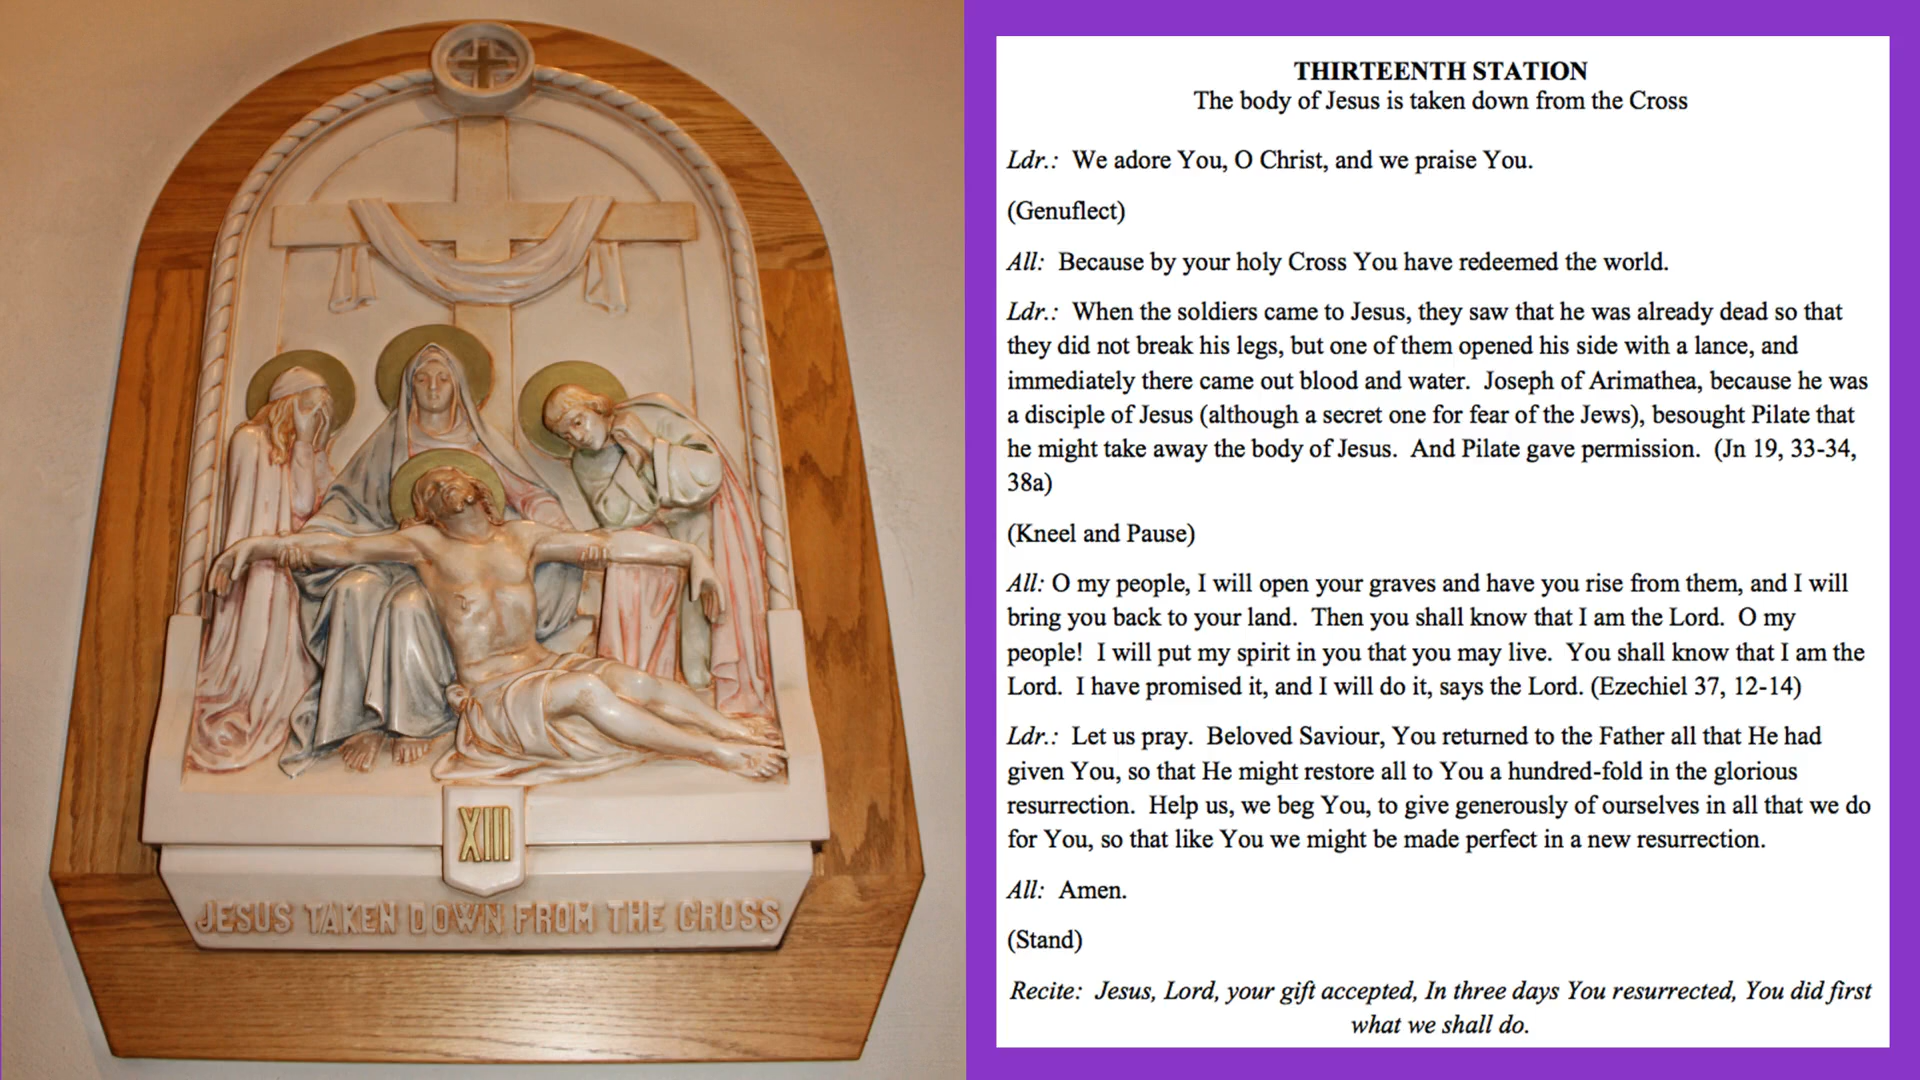 XIII
JESUS TAKEN DOWN FROM THE CROSS
THIRTEENTH STATION
The body of Jesus is taken down from the Cross
Ldr.: We adore You, O Christ, and we praise You.
(Genuflect)
All: Because by your holy Cross You have redeemed the world.
Ldr.: When the soldiers came to Jesus, they saw that he was already dead so that
they did not break his legs, but one of them opened his side with a lance, and
immediately there came out blood and water. Joseph of Arimathea, because he was
a disciple of Jesus (although a secret one for fear of the Jews), besought Pilate that
he might take away the body of Jesus. And Pilate gave permission. (Jn 19, 33-34,
38a)
(Kneel and Pause)
All: O my people, I will open your graves and have you rise from them, and I will
bring you back to your land. Then you shall know that I am the Lord. O my
people! I will put my spirit in you that you may live. You shall know that I am the
Lord. I have promised it, and I will do it, says the Lord. (Ezechiel 37, 12-14)
Ldr.: Let us pray. Beloved Saviour, You returned to the Father all that He had
given You, so that He might restore all to You a hundred-fold in the glorious
resurrection. Help us, we beg You, to give generously of ourselves in all that we do
for You, so that like You we might be made perfect in a new resurrection.
All: Amen.
(Stand)
Recite: Jesus, Lord, your gift accepted, In three days You resurrected, You did first
what we shall do.